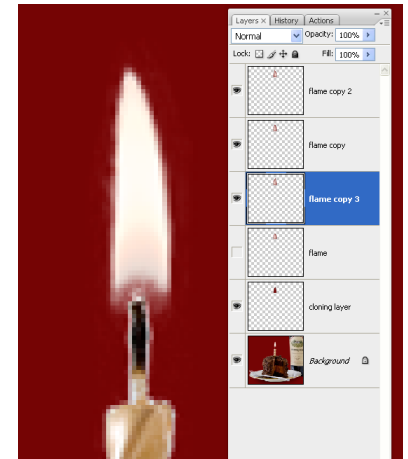 Layers × History Actions
Normal Opacity: 100%
Lock: Fill: 100%
flame copy 2
flame copy
flame copy 3
flame
cloning layer
Background